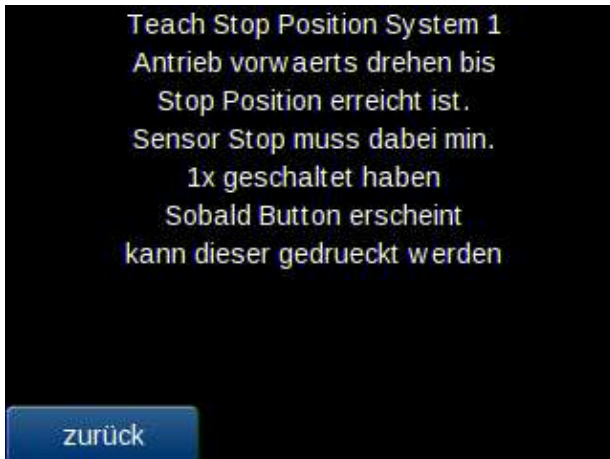 Teach Stop Position System 1
Antrieb vorwaerts drehen bis
Stop Position erreicht ist.
Sensor Stop muss dabei min.
1x geschaltet haben
Sobald Button erscheint
kann dieser gedrueckt werden
zurück